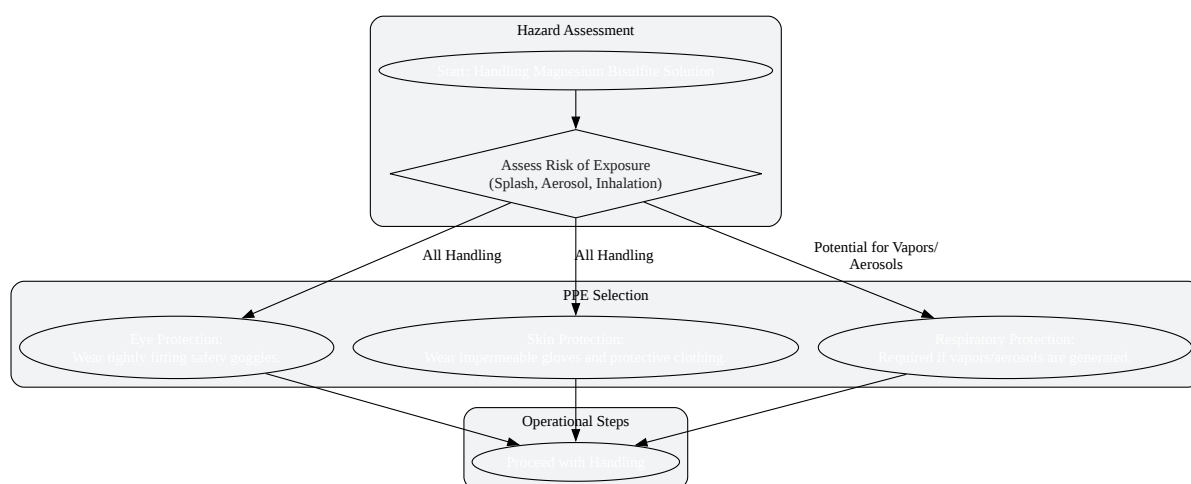 Hazard Assessment
Start: Handling Magnesium Bisulfite Solution
Assess Risk of Exposure
(Splash, Aerosol, Inhalation)
All Handling
All Handling
Potential for Vapors/
Aerosols
PPE Selection
Eye Protection:
Wear tightly fitting safety goggles.
Skin Protection:
Wear impermeable gloves and protective clothing.
Respiratory Protection:
Required if vapors/aerosols are generated.
Operational Steps
Proceed with Handling